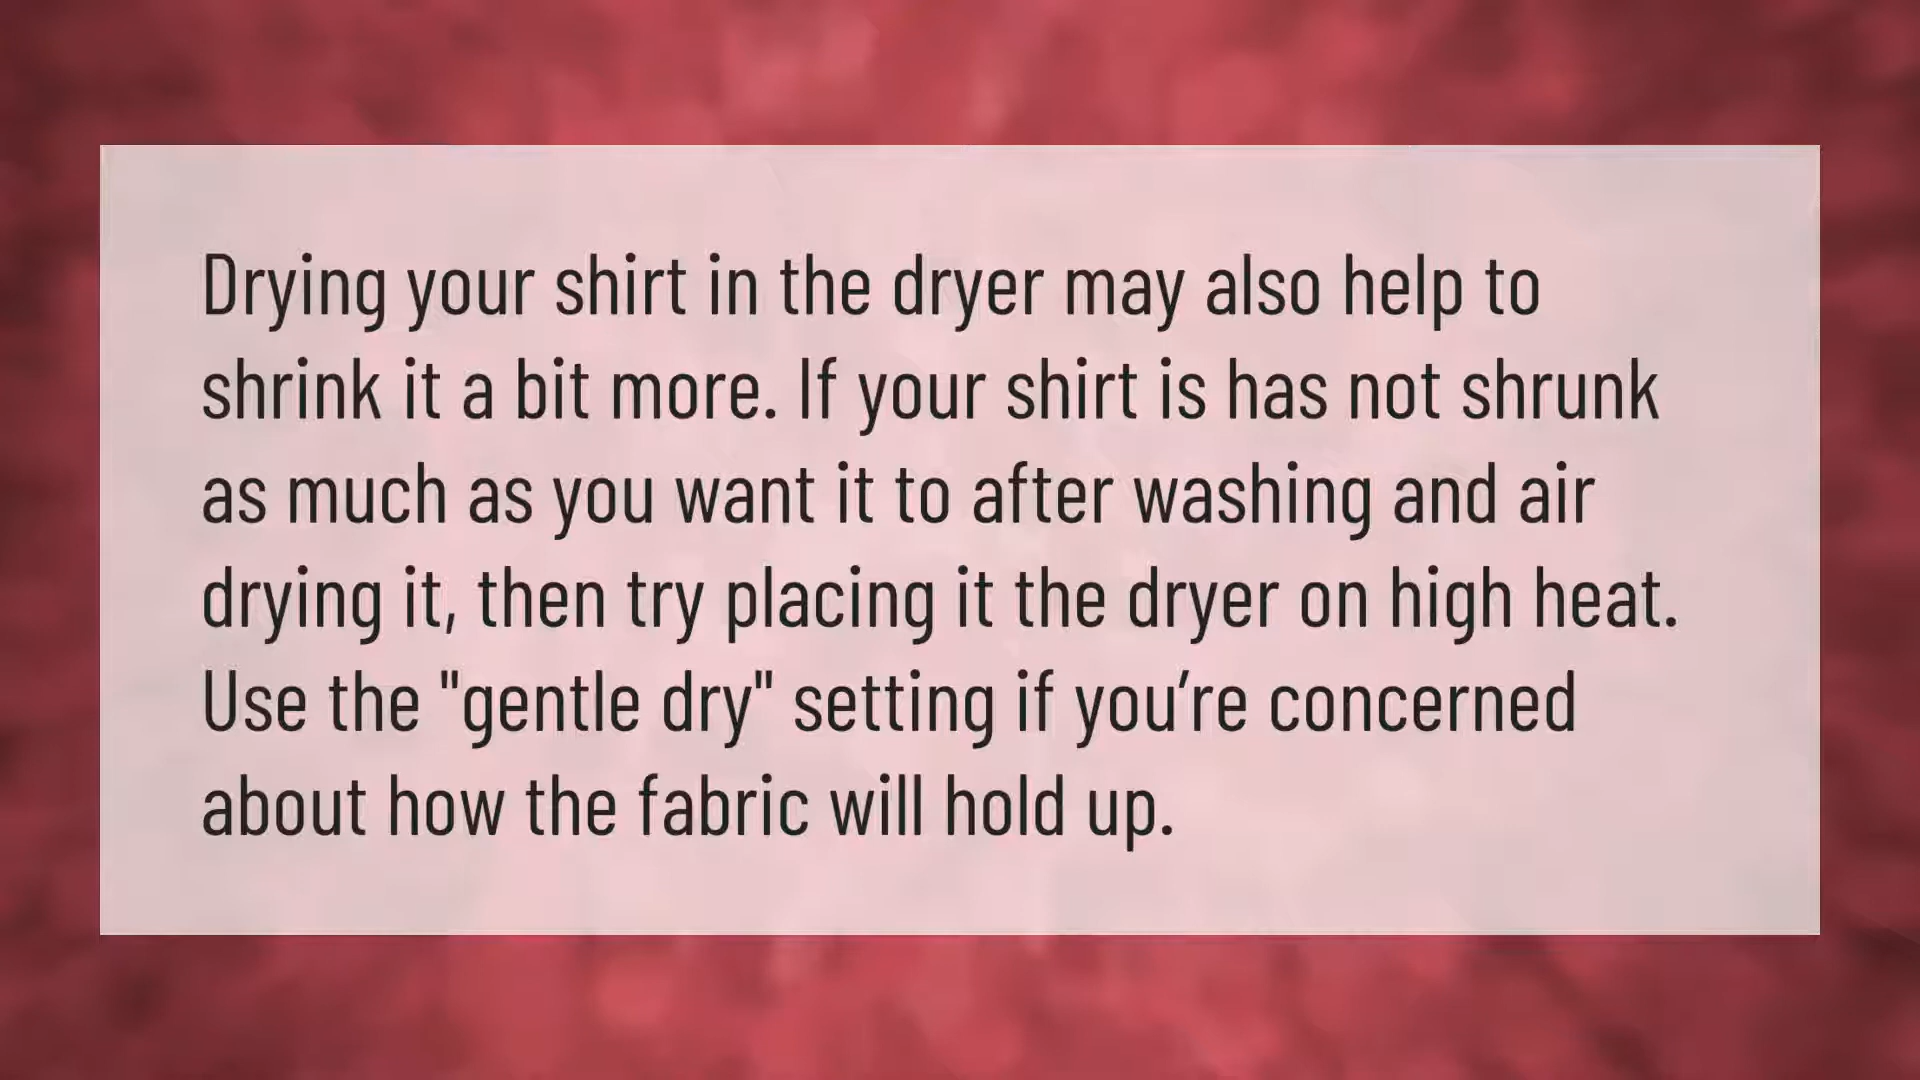 Drying your shirt in the dryer may also help to
shrink it a bit more. If your shirt is has not shrunk
as much as you want it to after washing and air
drying it, then try placing it the dryer on high heat.
Use the "gentle dry" setting if you’re concerned
about how the fabric will hold up.